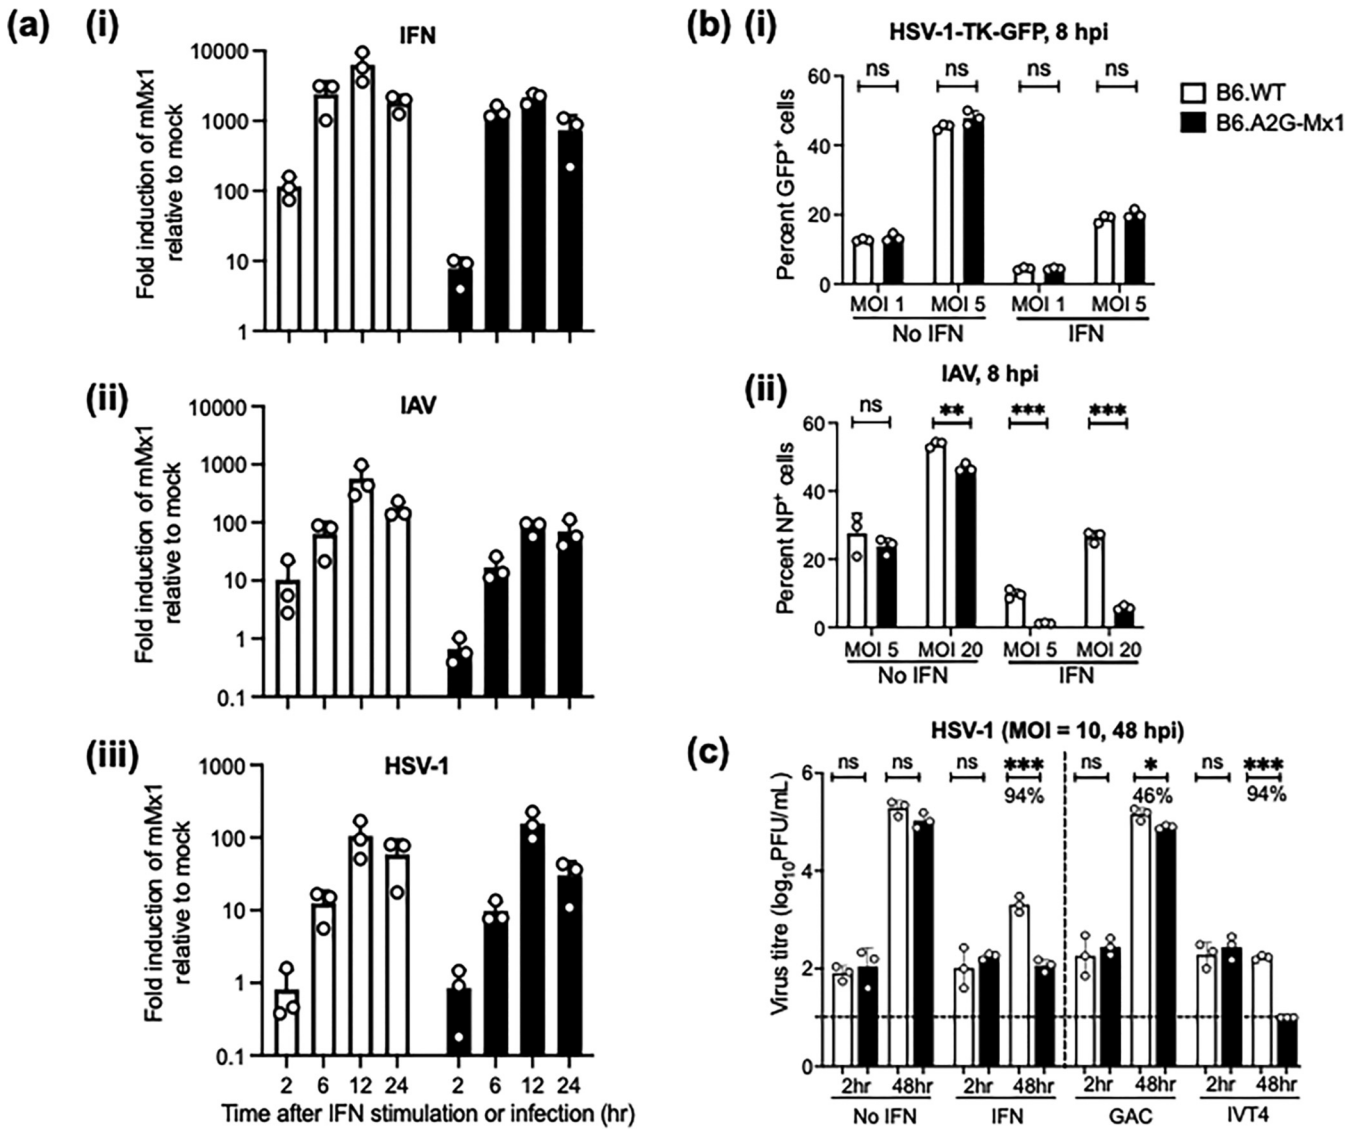 (a) (i) IFN
Fold induction of mMx1
relative to mock
10000
1000
100
10
1
(ii) IAV
Fold induction of mMx1
relative to mock
10000
1000
100
10
1
0.1
(iii) HSV-1
Fold induction of mMx1
relative to mock
1000
100
10
1
0.1
2 6 12 24 2 6 12 24
Time after IFN stimulation or infection (hr)
(b) (i) HSV-1-TK-GFP, 8 hpi
ns ns ns ns
B6.WT
B6.A2G-Mx1
Percent GFP+ cells
60
40
20
0
MOI 1 MOI 5 MOI 1 MOI 5
No IFN IFN
(ii) IAV, 8 hpi
ns ** *** ***
Percent NP+ cells
60
40
20
0
MOI 5 MOI 20 MOI 5 MOI 20
No IFN IFN
(c) HSV-1 (MOI = 10, 48 hpi)
ns ns ns *** ns * ns ***
94% 46% 94%
Virus titre (log10PFU/mL)
6
4
2
0
2hr 48hr 2hr 48hr 2hr 48hr 2hr 48hr
No IFN IFN GAC IVT4